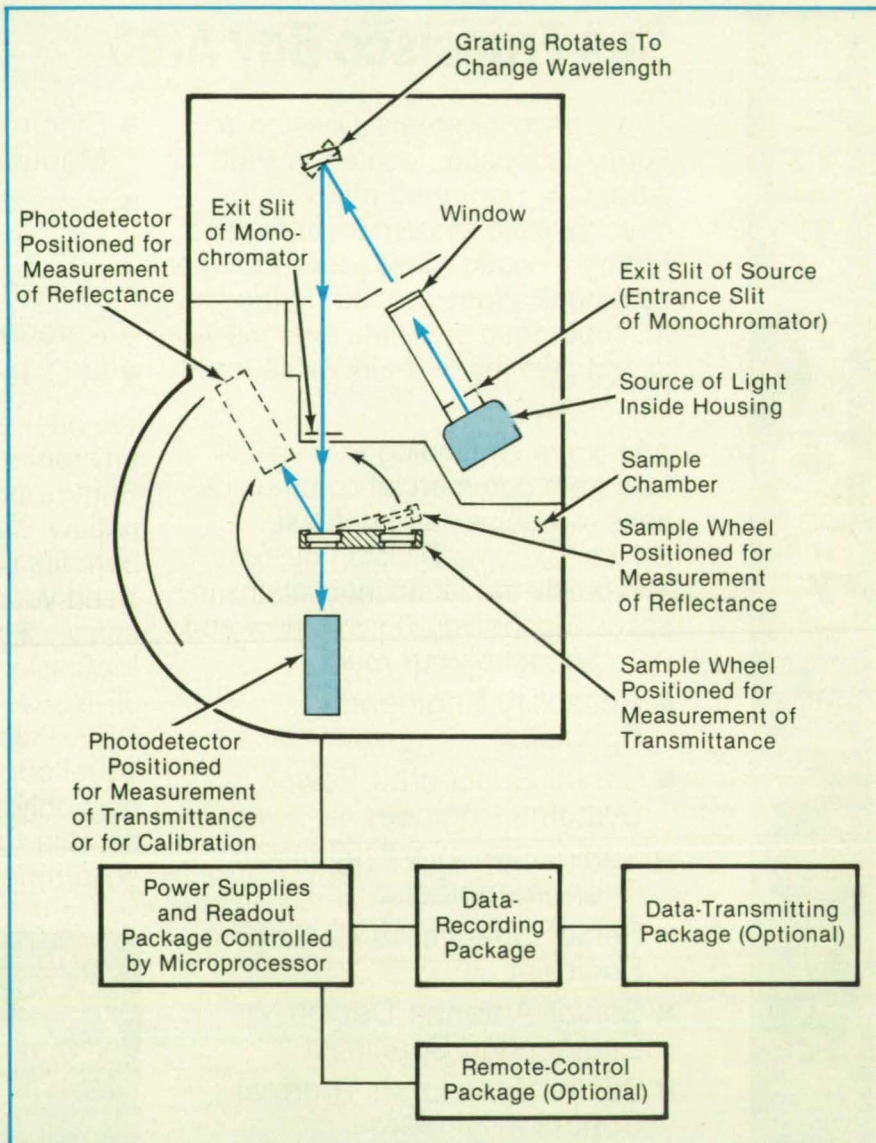 Grating Rotates To
Change Wavelength
Photodetector
Positioned for
Measurement
of Reflectance
Exit Slit
of Mono-
chromator
Window
Exit Slit of Source
(Entrance Slit
of Monochromator)
Source of Light
Inside Housing
Sample
Chamber
Sample Wheel
Positioned for
Measurement
of Reflectance
Sample Wheel
Positioned for
Measurement of
Transmittance
Photodetector
Positioned
for Measurement
of Transmittance
or for Calibration
Power Supplies
and Readout
Package Controlled
by Microprocessor
Data-
Recording
Package
Data-Transmitting
Package (Optional)
Remote-Control
Package (Optional)